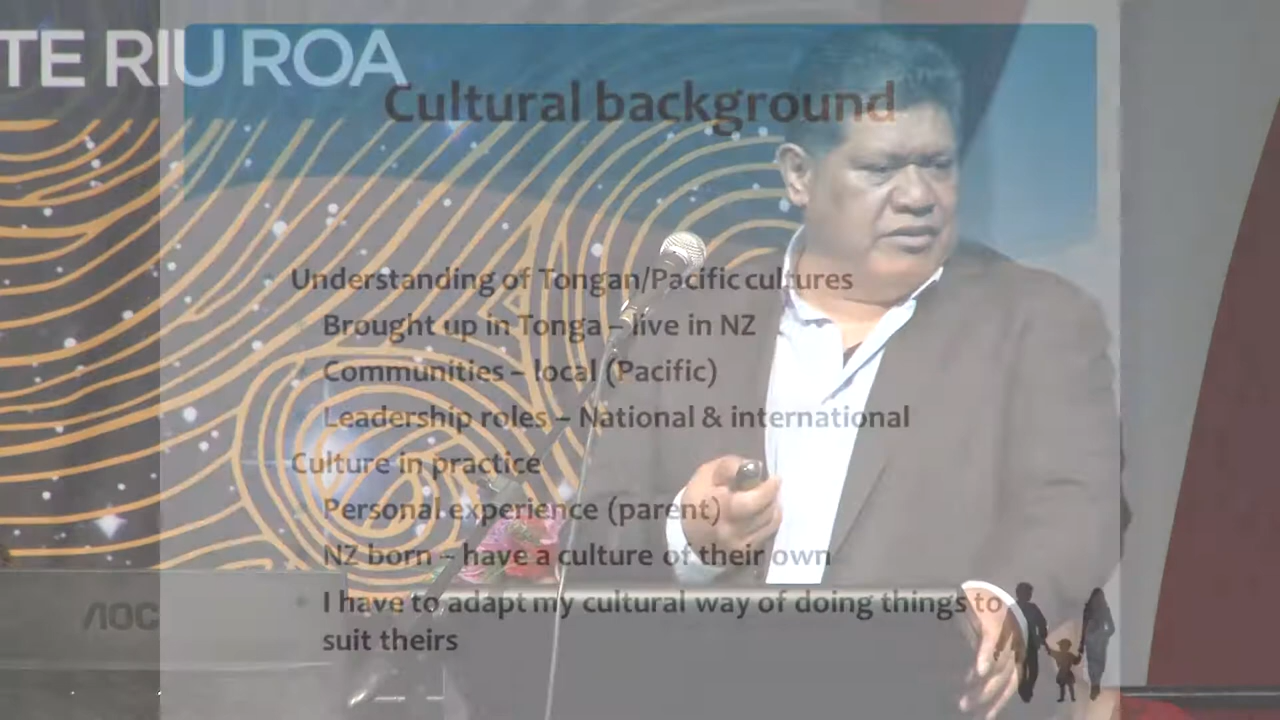 TE RIU ROA
Cultural background
Understanding of Tongan/Pacific cultures
Brought up in Tonga – live in NZ
Communities – local (Pacific)
Leadership roles – National & international
Culture in practice
Personal experience (parent)
NZ born – have a culture of their own
I have to adapt my cultural way of doing things to
suit theirs
AOC